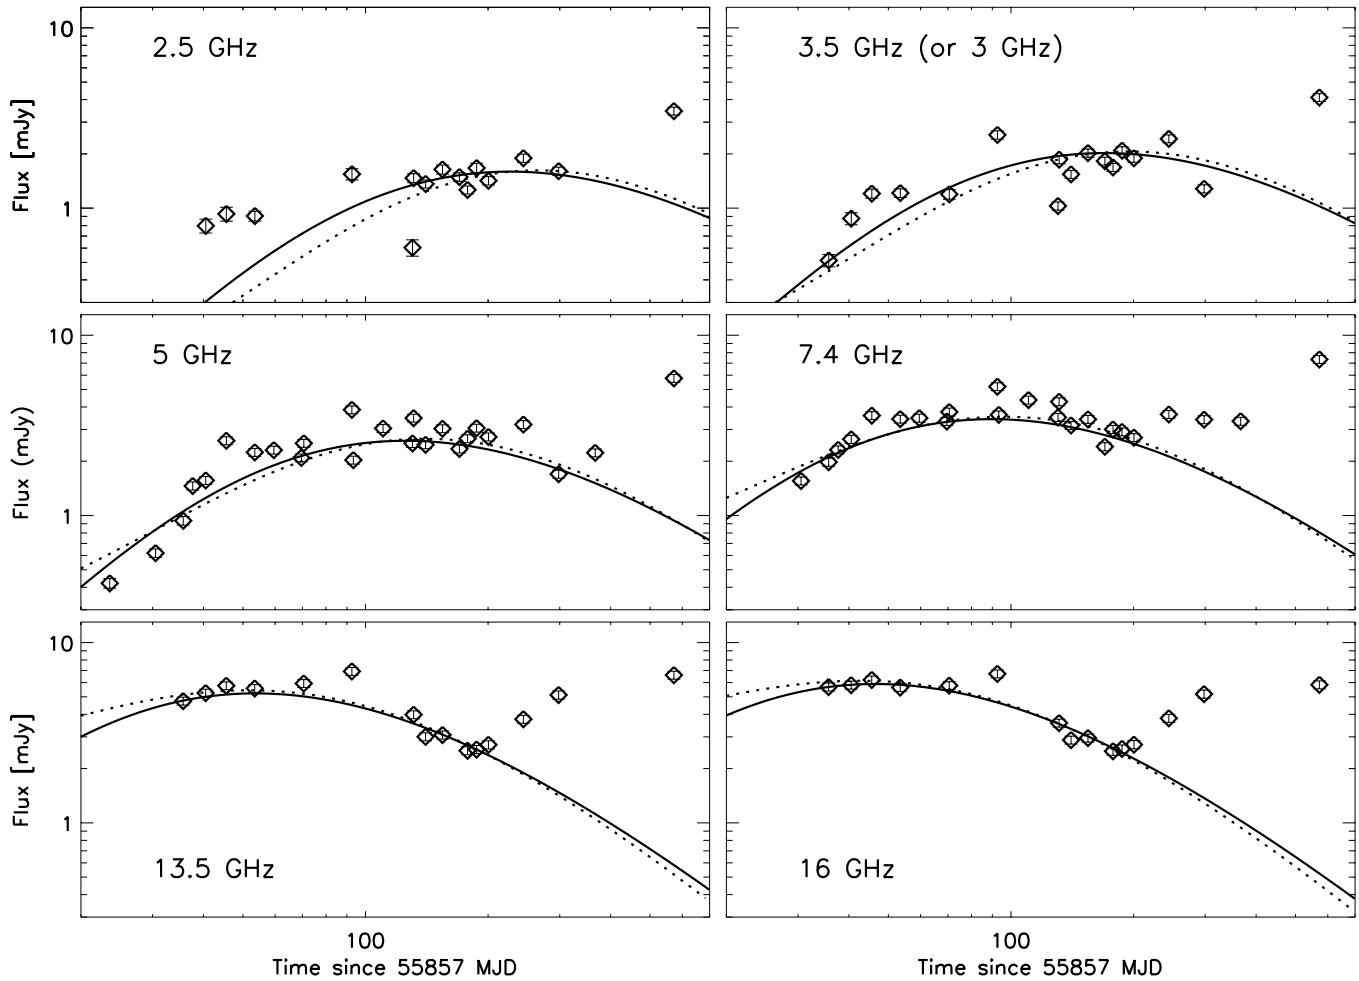 2.5 GHz
3.5 GHz (or 3 GHz)
10
1
Flux [mJy]
5 GHz
7.4 GHz
10
1
Flux (mJy)
13.5 GHz
16 GHz
10
1
Flux [mJy]
100
100
Time since 55857 MJD
Time since 55857 MJD